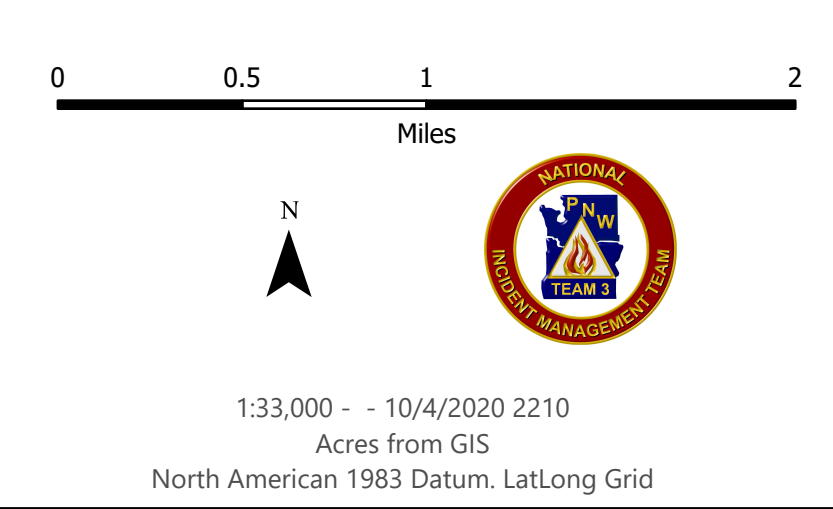 0 0.5 1 2
Miles
N
NATIONAL
PNW
TEAM 3
INCIDENT MANAGEMENT TEAM
1:33,000 -  - 10/4/2020 2210
Acres from GIS
North American 1983 Datum. LatLong Grid